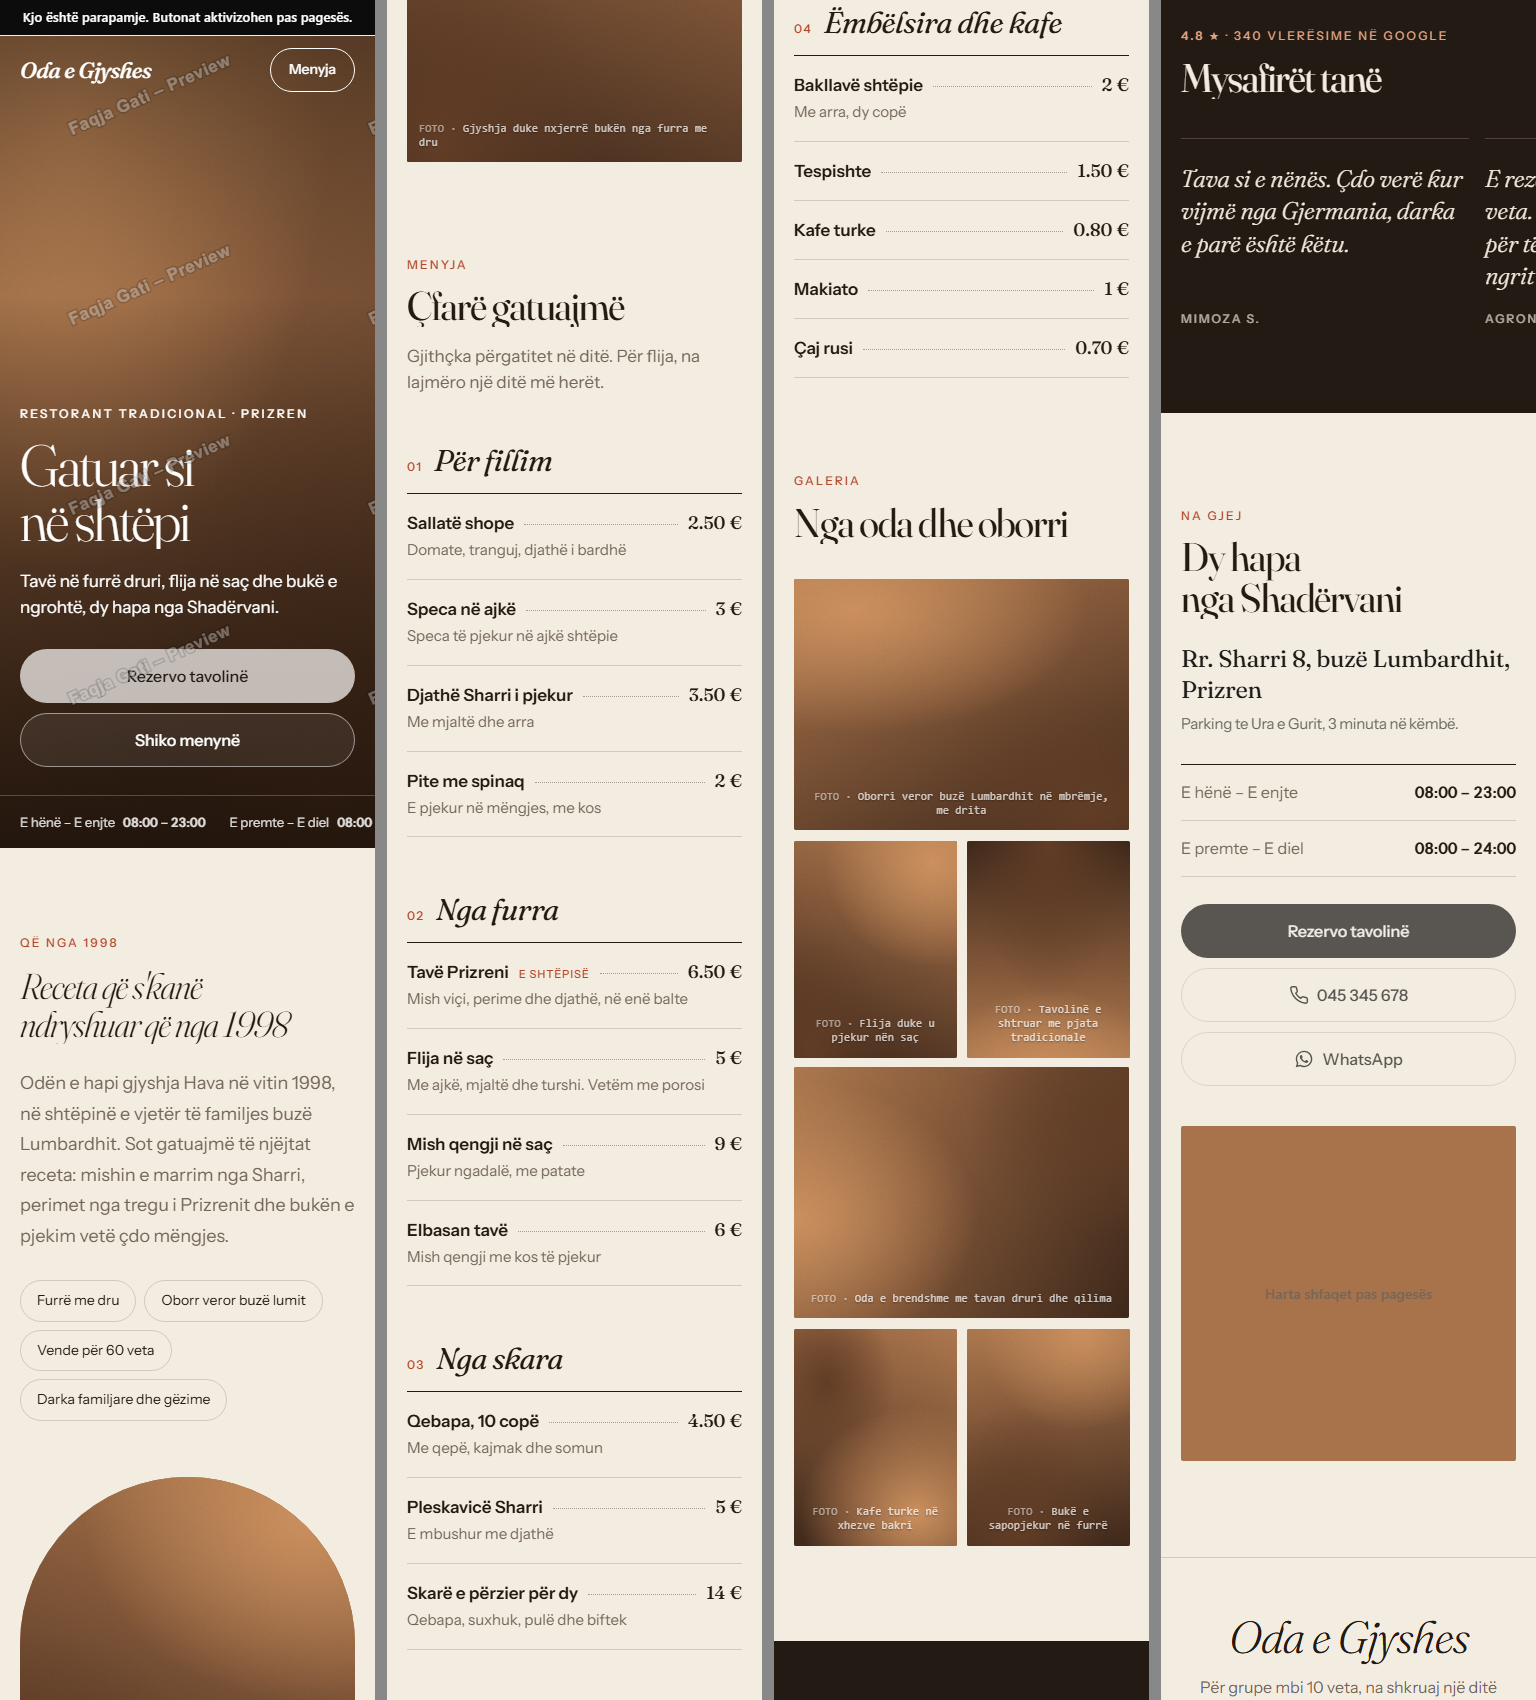 Kjo është parapamje. Butonat aktivizohen pas pagesës.
Oda e Gjyshes
Menyja
Faqja Gati – Preview
Faqja Gati – Preview
RESTORANT TRADICIONAL · PRIZREN
Gatuar si
në shtëpi
Faqja Gati – Preview
Tavë në furrë druri, flija në saç dhe bukë e
ngrohtë, dy hapa nga Shadërvani.
Faqja Gati – Preview
Rezervo tavolinë
Shiko menynë
E hënë – E enjte 08:00 – 23:00 E premte – E diel 08:00
QË NGA 1998
Receta që s'kanë
ndryshuar që nga 1998
Odën e hapi gjyshja Hava në vitin 1998,
në shtëpinë e vjetër të familjes buzë
Lumbardhit. Sot gatuajmë të njëjtat
receta: mishin e marrim nga Sharri,
perimet nga tregu i Prizrenit dhe bukën e
pjekim vetë çdo mëngjes.
Furrë me dru
Oborr veror buzë lumit
Vende për 60 veta
Darka familjare dhe gëzime
FOTO · Gjyshja duke nxjerrë bukën nga furra me
dru
MENYJA
Çfarë gatuajmë
Gjithçka përgatitet në ditë. Për flija, na
lajmëro një ditë më herët.
01 Për fillim
Sallatë shope 2.50 €
Domate, tranguj, djathë i bardhë
Speca në ajkë 3 €
Speca të pjekur në ajkë shtëpie
Djathë Sharri i pjekur 3.50 €
Me mjaltë dhe arra
Pite me spinaq 2 €
E pjekur në mëngjes, me kos
02 Nga furra
Tavë Prizreni E SHTËPISË 6.50 €
Mish viçi, perime dhe djathë, në enë balte
Flija në saç 5 €
Me ajkë, mjaltë dhe turshi. Vetëm me porosi
Mish qengji në saç 9 €
Pjekur ngadalë, me patate
Elbasan tavë 6 €
Mish qengji me kos të pjekur
03 Nga skara
Qebapa, 10 copë 4.50 €
Me qepë, kajmak dhe somun
Pleskavicë Sharri 5 €
E mbushur me djathë
Skarë e përzier për dy 14 €
Qebapa, suxhuk, pulë dhe biftek
04 Ëmbëlsira dhe kafe
Bakllavë shtëpie 2 €
Me arra, dy copë
Tespishte 1.50 €
Kafe turke 0.80 €
Makiato 1 €
Çaj rusi 0.70 €
GALERIA
Nga oda dhe oborri
FOTO · Oborri veror buzë Lumbardhit në mbrëmje,
me drita
FOTO · Flija duke u
pjekur nën saç
FOTO · Tavolinë e
shtruar me pjata
tradicionale
FOTO · Oda e brendshme me tavan druri dhe qilima
FOTO · Kafe turke në
xhezve bakri
FOTO · Bukë e
sapopjekur në furrë
4.8 ★ · 340 VLERËSIME NË GOOGLE
Mysafirët tanë
Tava si e nënës. Çdo verë kur
vijmë nga Gjermania, darka
e parë është këtu.
MIMOZA S.
E rez
veta.
për të
ngrit
AGRON
NA GJEJ
Dy hapa
nga Shadërvani
Rr. Sharri 8, buzë Lumbardhit,
Prizren
Parking te Ura e Gurit, 3 minuta në këmbë.
E hënë – E enjte 08:00 – 23:00
E premte – E diel 08:00 – 24:00
Rezervo tavolinë
045 345 678
WhatsApp
Harta shfaqet pas pagesës
Oda e Gjyshes
Për grupe mbi 10 veta, na shkruaj një ditë